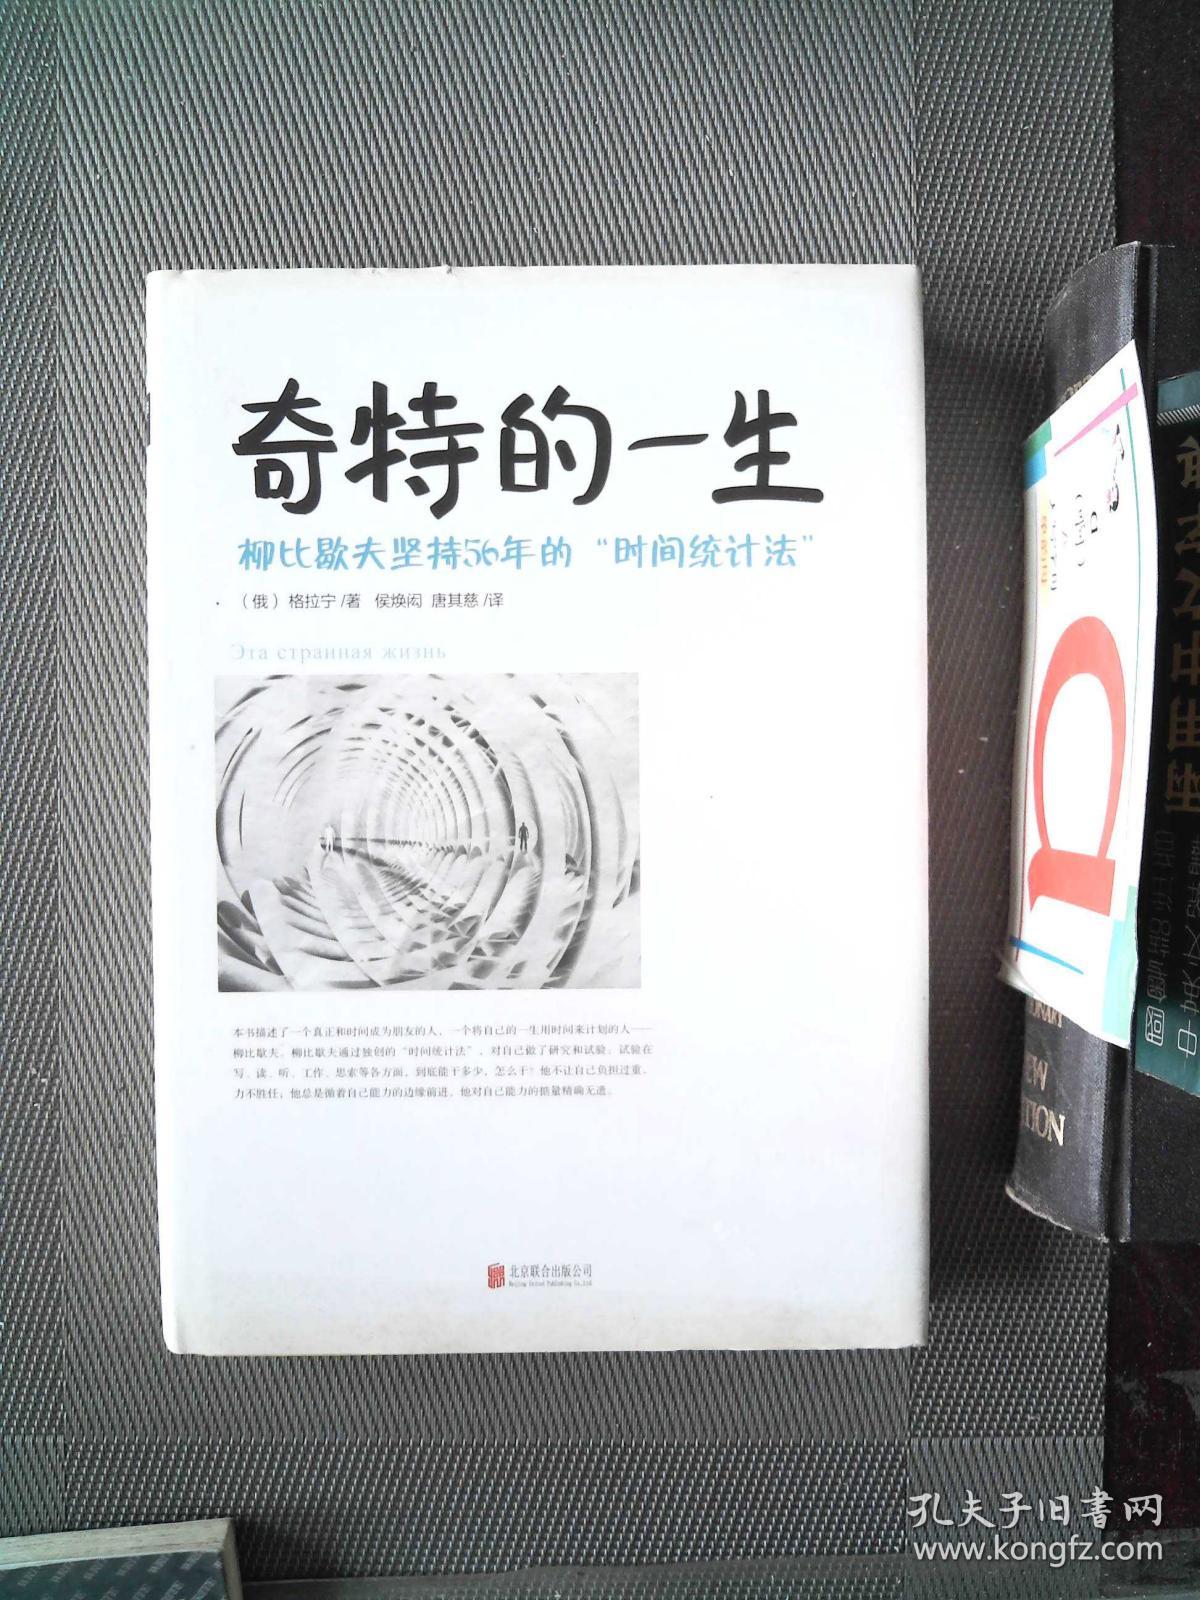 奇特的一生
柳比歇夫坚持56年的“时间统计法”
（俄）格拉宁/著 侯焕闳 唐其慈/译
Эта странная жизнь
本书描述了一个真正和时间成为朋友的人，一个将自己的一生用时间来计划的人——
柳比歇夫。柳比歇夫通过独创的“时间统计法”，对自己做了研究和试验：试验在
写、读、听、工作、思索等各方面，到底能干多少，怎么干？他不让自己负担过重，
力不胜任；他总是循着自己能力的边缘前进，他对自己能力的掂量精确无遗。
北京联合出版公司
Beijing United Publishing Co.,Ltd.
孔夫子旧书网
www.kongfz.com